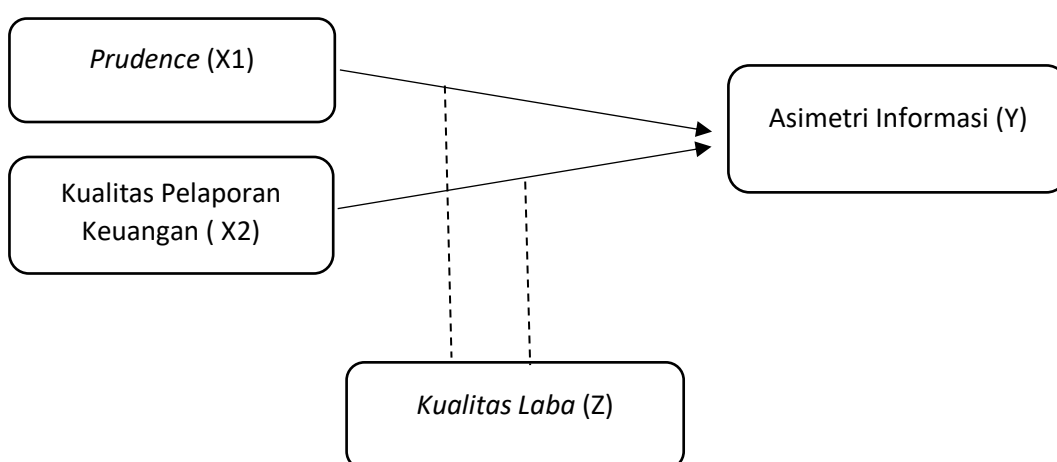 Prudence (X1)
Asimetri Informasi (Y)
Kualitas Pelaporan
Keuangan ( X2)
Kualitas Laba (Z)